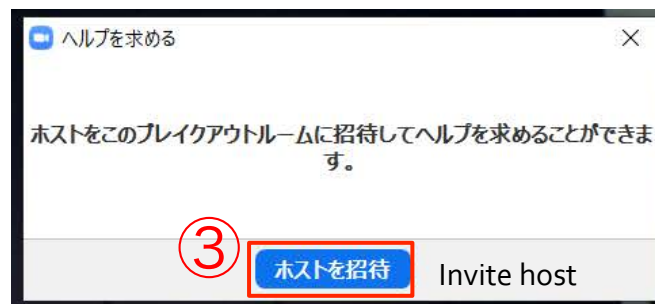 ヘルプを求める
ホストをこのブレイクアウトルームに招待してヘルプを求めることができま
す。
③ ホストを招待 Invite host